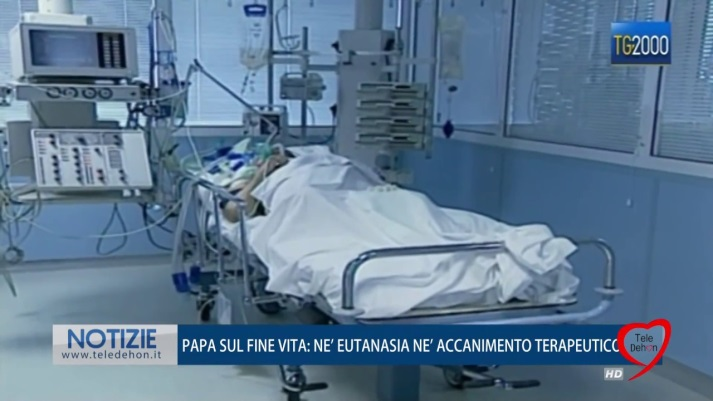 TG2000
NOTIZIE
www.teledehon.it
PAPA SUL FINE VITA: NE' EUTANASIA NE' ACCANIMENTO TERAPEUTICO
Tele
Dehon
HD